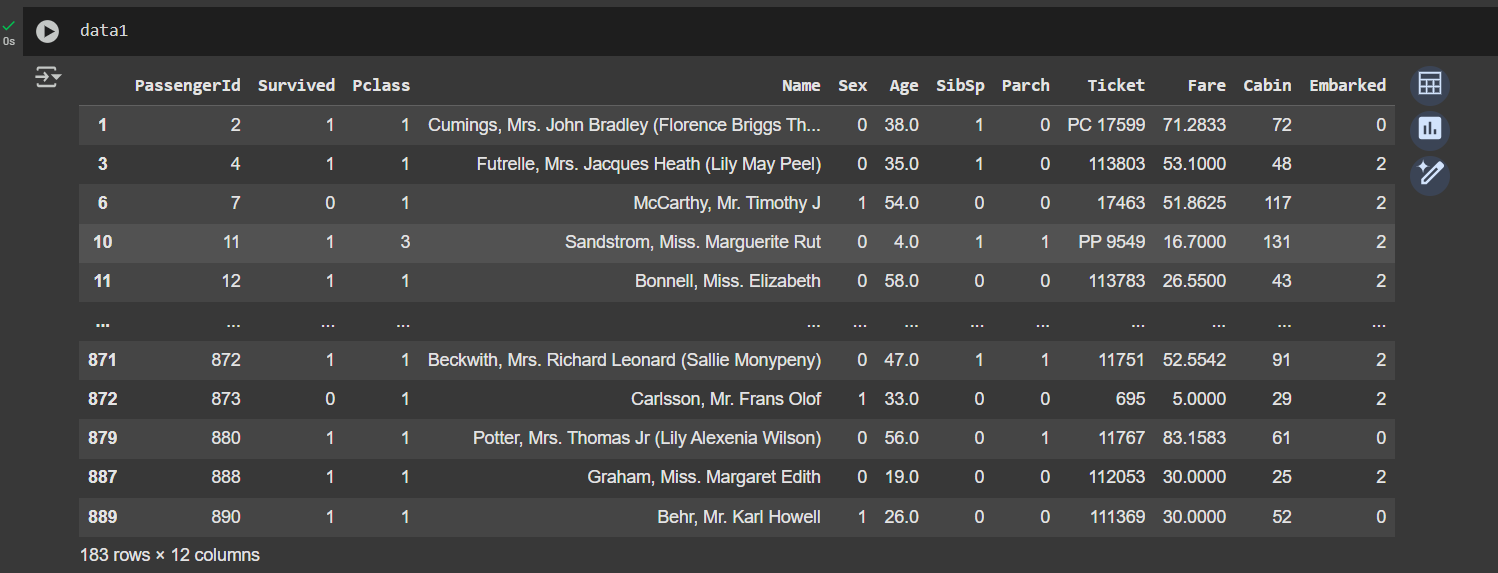 data1
0s
PassengerId Survived Pclass Name Sex Age SibSp Parch Ticket Fare Cabin Embarked
1 2 1 1 Cumings, Mrs. John Bradley (Florence Briggs Th... 0 38.0 1 0 PC 17599 71.2833 72 0
3 4 1 1 Futrelle, Mrs. Jacques Heath (Lily May Peel) 0 35.0 1 0 113803 53.1000 48 2
6 7 0 1 McCarthy, Mr. Timothy J 1 54.0 0 0 17463 51.8625 117 2
10 11 1 3 Sandstrom, Miss. Marguerite Rut 0 4.0 1 1 PP 9549 16.7000 131 2
11 12 1 1 Bonnell, Miss. Elizabeth 0 58.0 0 0 113783 26.5500 43 2
... ... ... ... ... ... ... ... ... ... ... ... ...
871 872 1 1 Beckwith, Mrs. Richard Leonard (Sallie Monypeny) 0 47.0 1 1 11751 52.5542 91 2
872 873 0 1 Carlsson, Mr. Frans Olof 1 33.0 0 0 695 5.0000 29 2
879 880 1 1 Potter, Mrs. Thomas Jr (Lily Alexenia Wilson) 0 56.0 0 1 11767 83.1583 61 0
887 888 1 1 Graham, Miss. Margaret Edith 0 19.0 0 0 112053 30.0000 25 2
889 890 1 1 Behr, Mr. Karl Howell 1 26.0 0 0 111369 30.0000 52 0
183 rows × 12 columns